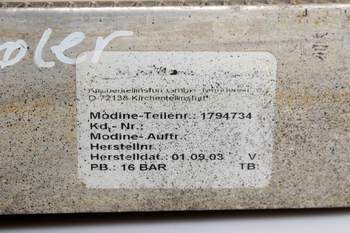 oler
D-72138 Kirchentellinsfurt
Modine-Teilenr.: 1794734
Kd.- Nr.:
Modine- Auftr.
Herstellnr.
Herstelldat.: 01.09.03 V
PB.: 16 BAR TB